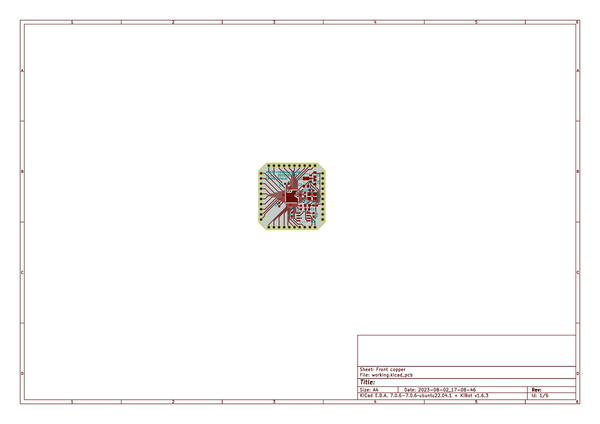 1 2 3 4 5 6
A A
B B
C C
Sheet: Front copper
File: working.kicad_pcb
D D
Title:
Size: A4 Date: 2023-08-02_17-08-46 Rev:
KiCad E.D.A. 7.0.6-7.0.6-ubuntu22.04.1 + KiBot v1.6.3 Id: 1/6
1 2 3 4 5 6